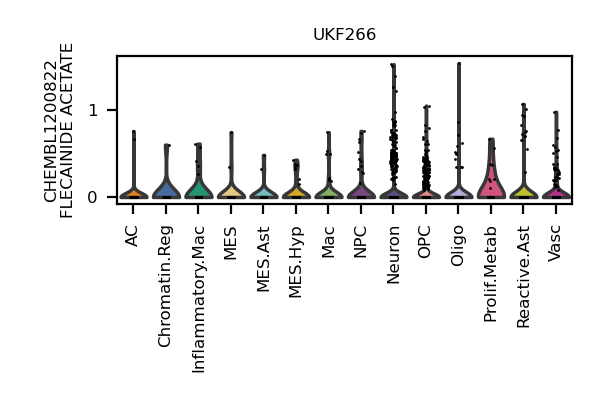 UKF266
CHEMBL1200822
FLECAINIDE ACETATE
1
0
AC
Chromatin.Reg
Inflammatory.Mac
MES
MES.Ast
MES.Hyp
Mac
NPC
Neuron
OPC
Oligo
Prolif.Metab
Reactive.Ast
Vasc